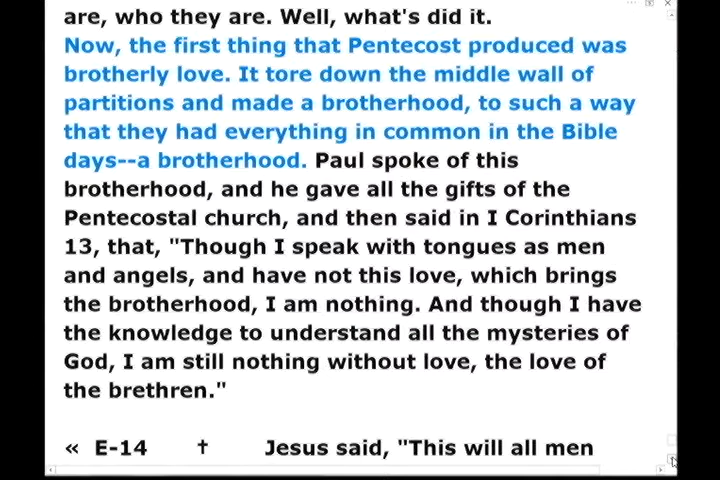 are, who they are. Well, what's did it.
Now, the first thing that Pentecost produced was
brotherly love. It tore down the middle wall of
partitions and made a brotherhood, to such a way
that they had everything in common in the Bible
days--a brotherhood. Paul spoke of this
brotherhood, and he gave all the gifts of the
Pentecostal church, and then said in I Corinthians
13, that, "Though I speak with tongues as men
and angels, and have not this love, which brings
the brotherhood, I am nothing. And though I have
the knowledge to understand all the mysteries of
God, I am still nothing without love, the love of
the brethren."
« E-14 † Jesus said, "This will all men